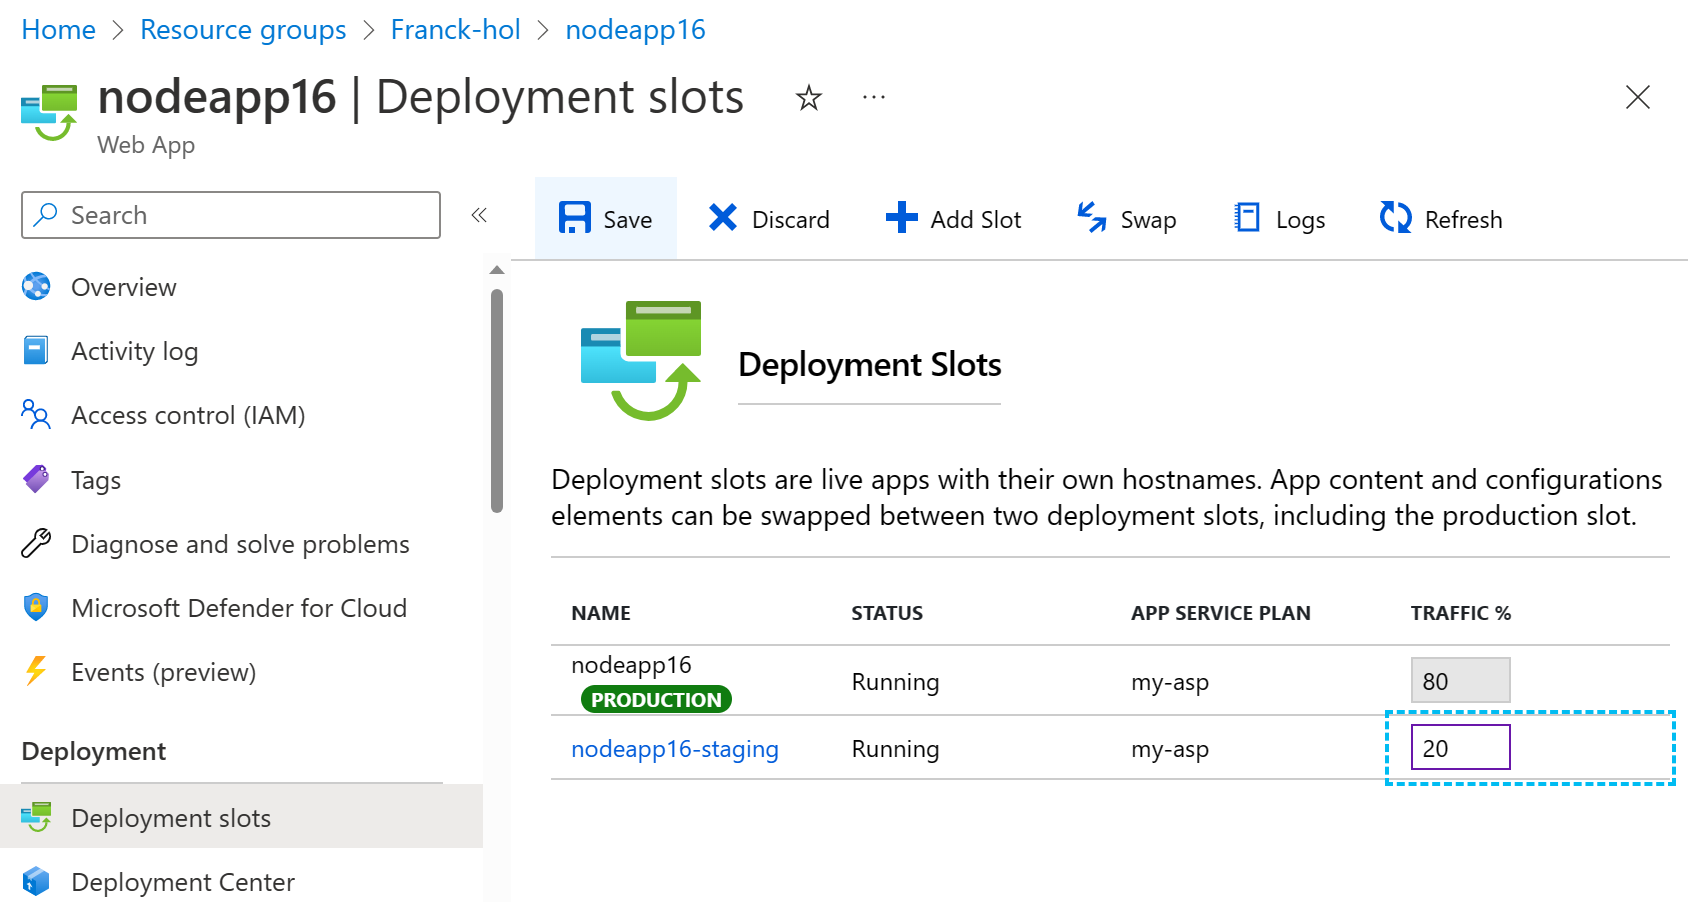 Home > Resource groups > Franck-hol > nodeapp16
nodeapp16 | Deployment slots
Web App
Search
«
Save
Discard
Add Slot
Swap
Logs
Refresh
Overview
Activity log
Access control (IAM)
Tags
Diagnose and solve problems
Microsoft Defender for Cloud
Events (preview)
Deployment
Deployment slots
Deployment Center
Deployment Slots
Deployment slots are live apps with their own hostnames. App content and configurations
elements can be swapped between two deployment slots, including the production slot.
NAME STATUS APP SERVICE PLAN TRAFFIC %
nodeapp16
PRODUCTION
Running my-asp 80
nodeapp16-staging Running my-asp 20